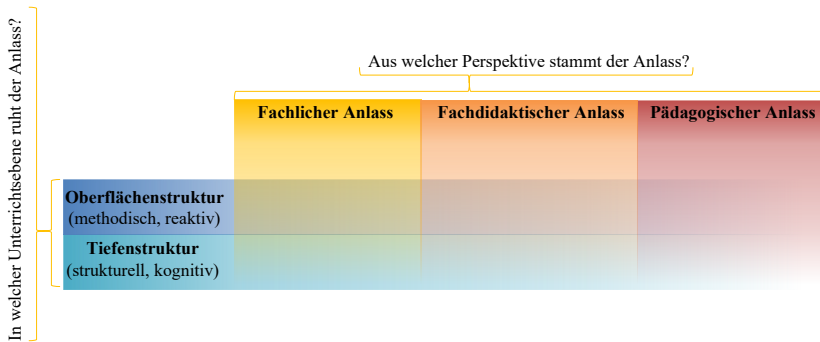 In welcher Unterrichtsebene ruht der Anlass?
Aus welcher Perspektive stammt der Anlass?
Fachlicher Anlass
Fachdidaktischer Anlass
Pädagogischer Anlass
Oberflächenstruktur
(methodisch, reaktiv)
Tiefenstruktur
(strukturell, kognitiv)